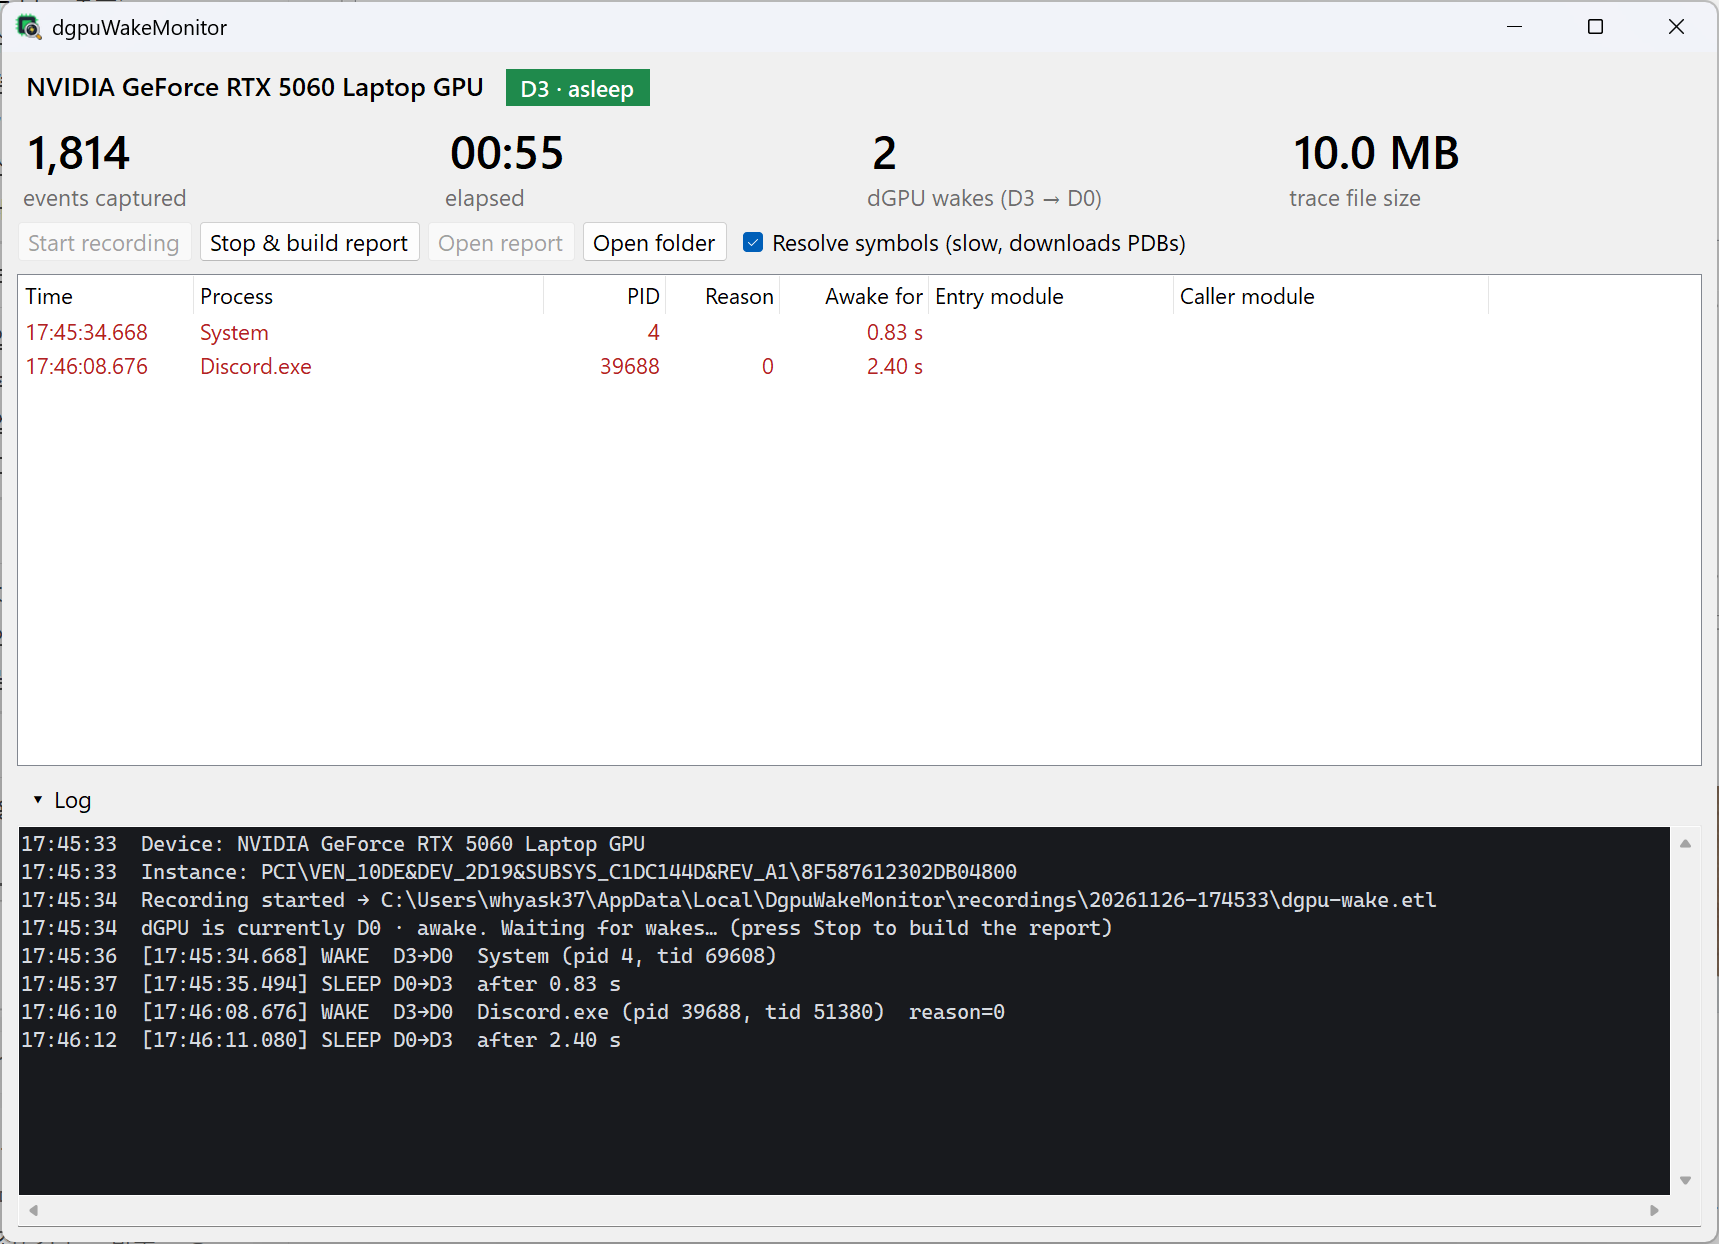 dgpuWakeMonitor
NVIDIA GeForce RTX 5060 Laptop GPU D3 · asleep
1,814 00:55 2 10.0 MB
events captured elapsed dGPU wakes (D3 → D0) trace file size
Start recording Stop & build report Open report Open folder Resolve symbols (slow, downloads PDBs)
Time Process PID Reason Awake for Entry module Caller module
17:45:34.668 System 4 0.83 s
17:46:08.676 Discord.exe 39688 0 2.40 s
Log
17:45:33 Device: NVIDIA GeForce RTX 5060 Laptop GPU
17:45:33 Instance: PCI\VEN_10DE&DEV_2D19&SUBSYS_C1DC144D&REV_A1\8F587612302DB04800
17:45:34 Recording started → C:\Users\whyask37\AppData\Local\DgpuWakeMonitor\recordings\20261126-174533\dgpu-wake.etl
17:45:34 dGPU is currently D0 · awake. Waiting for wakes… (press Stop to build the report)
17:45:36 [17:45:34.668] WAKE D3→D0 System (pid 4, tid 69608)
17:45:37 [17:45:35.494] SLEEP D0→D3 after 0.83 s
17:46:10 [17:46:08.676] WAKE D3→D0 Discord.exe (pid 39688, tid 51380) reason=0
17:46:12 [17:46:11.080] SLEEP D0→D3 after 2.40 s